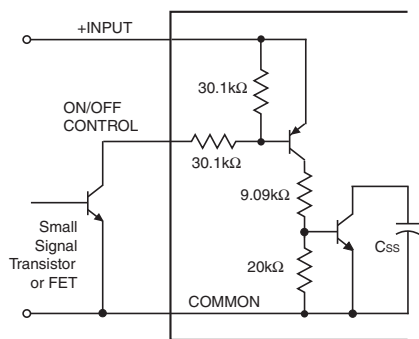 +INPUT
30.1kΩ
ON/OFF
CONTROL
30.1kΩ
9.09kΩ
Small
Signal
Transistor
or FET
CSS
20kΩ
COMMON